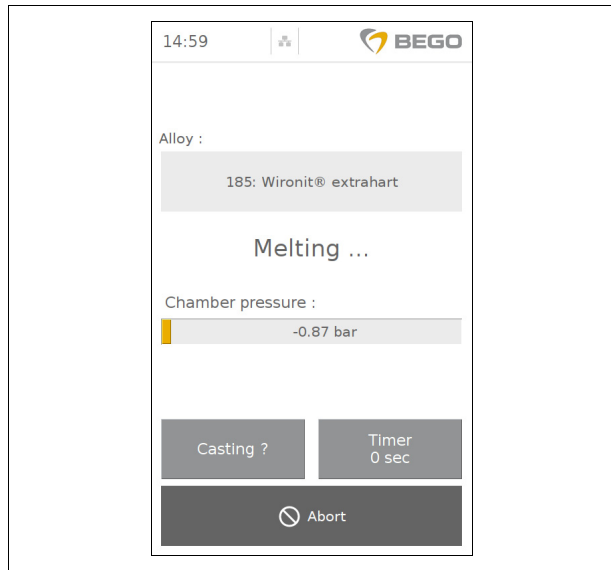 14:59 BEGO
Alloy :
185: Wironit® extrahart
Melting ...
Chamber pressure :
-0.87 bar
Casting ?
Timer
0 sec
Abort